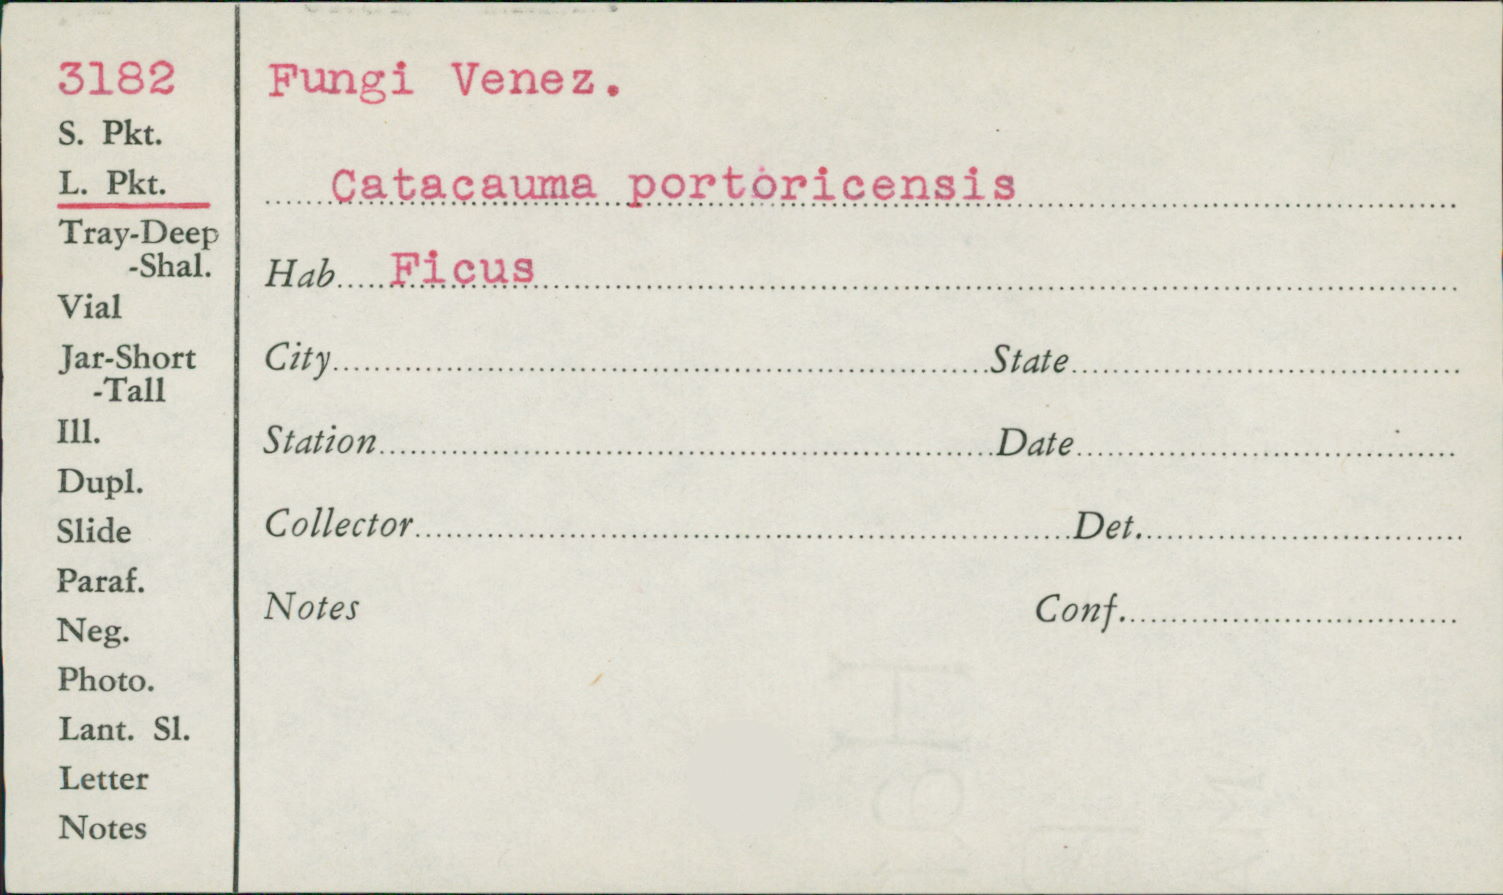 3182
S. Pkt.
L. Pkt.
Tray-Deep
-Shal.
Vial
Jar-Short
-Tall
Ill.
Dupl.
Slide
Paraf.
Neg.
Photo.
Lant. Sl.
Letter
Notes
Fungi Venez.
Catacauma portoricensis
Hab. Ficus
City State
Station Date
Collector Det.
Notes Conf.